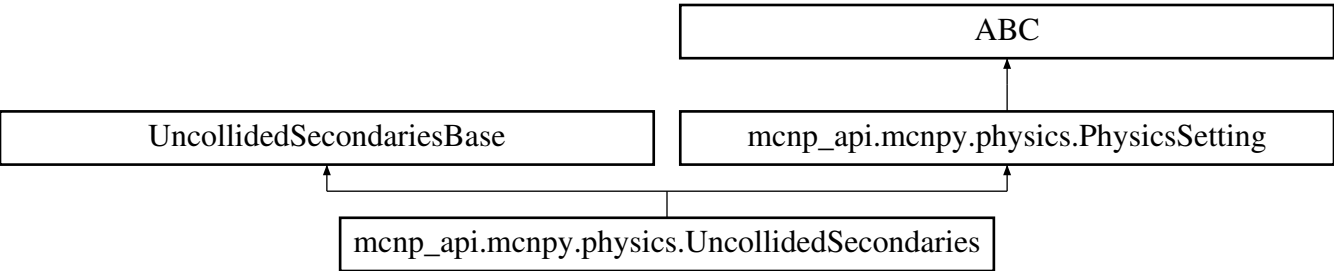 ABC
UncollidedSecondariesBase
mcnp_api.mcnpy.physics.PhysicsSetting
mcnp_api.mcnpy.physics.UncollidedSecondaries